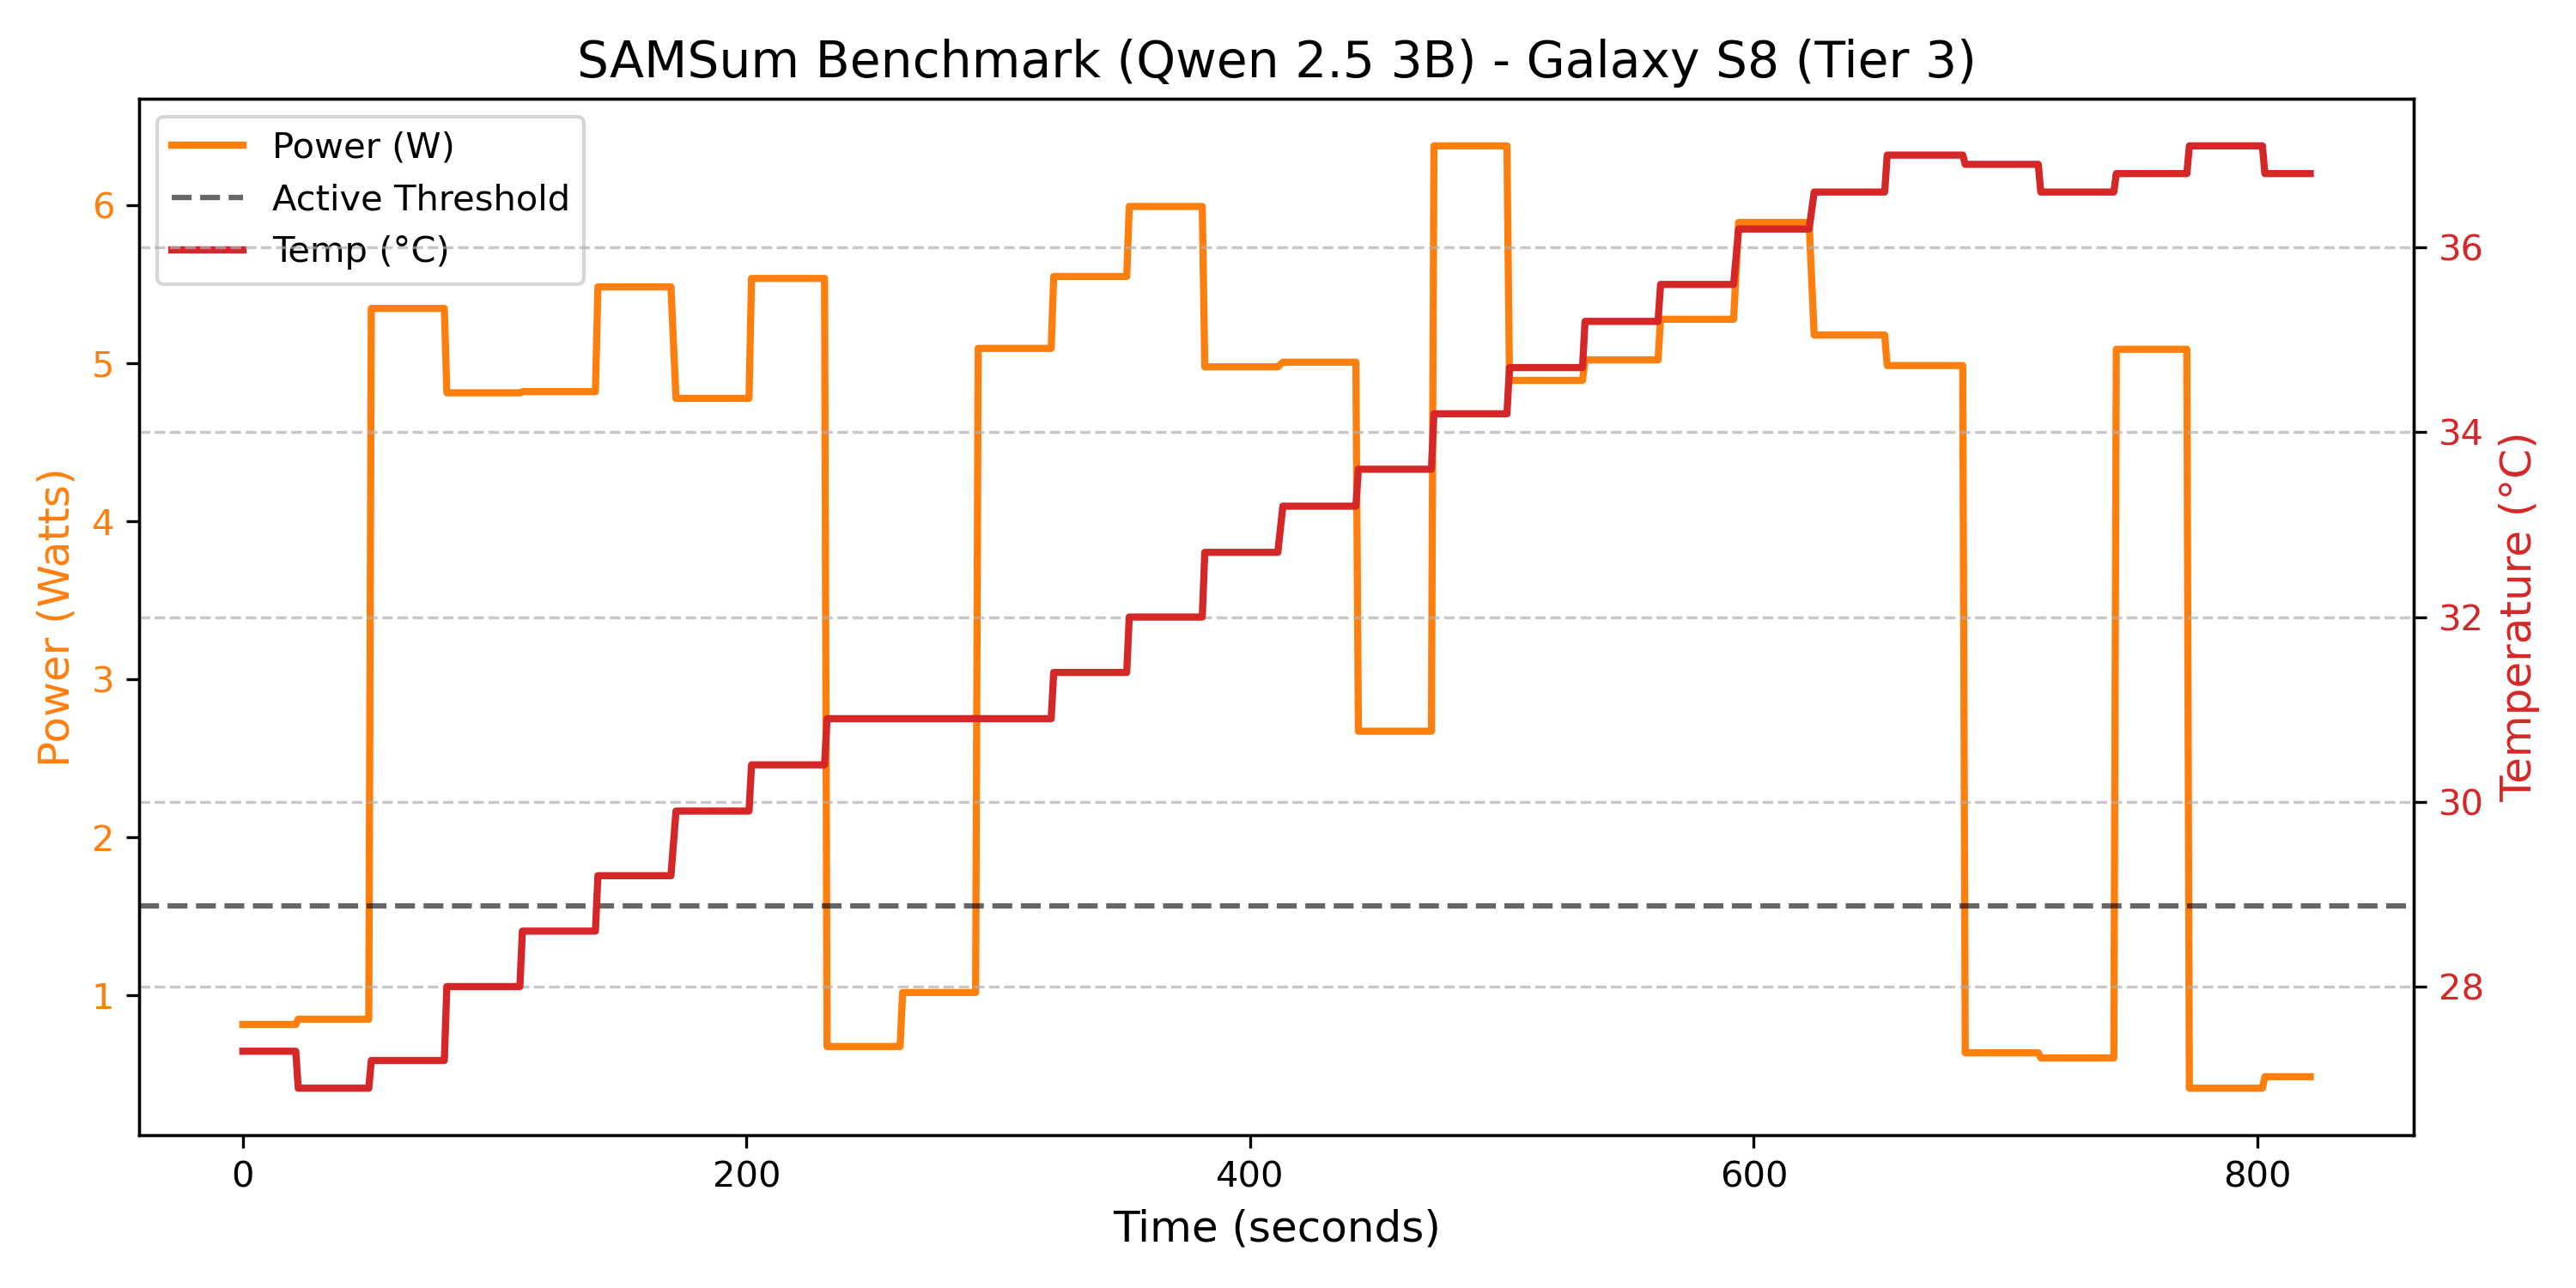 SAMSum Benchmark (Qwen 2.5 3B) - Galaxy S8 (Tier 3)
Power (W)
Active Threshold
Temp (°C)
Power (Watts)
6
5
4
3
2
1
36
34
32
30
28
Temperature (°C)
0 200 400 600 800
Time (seconds)